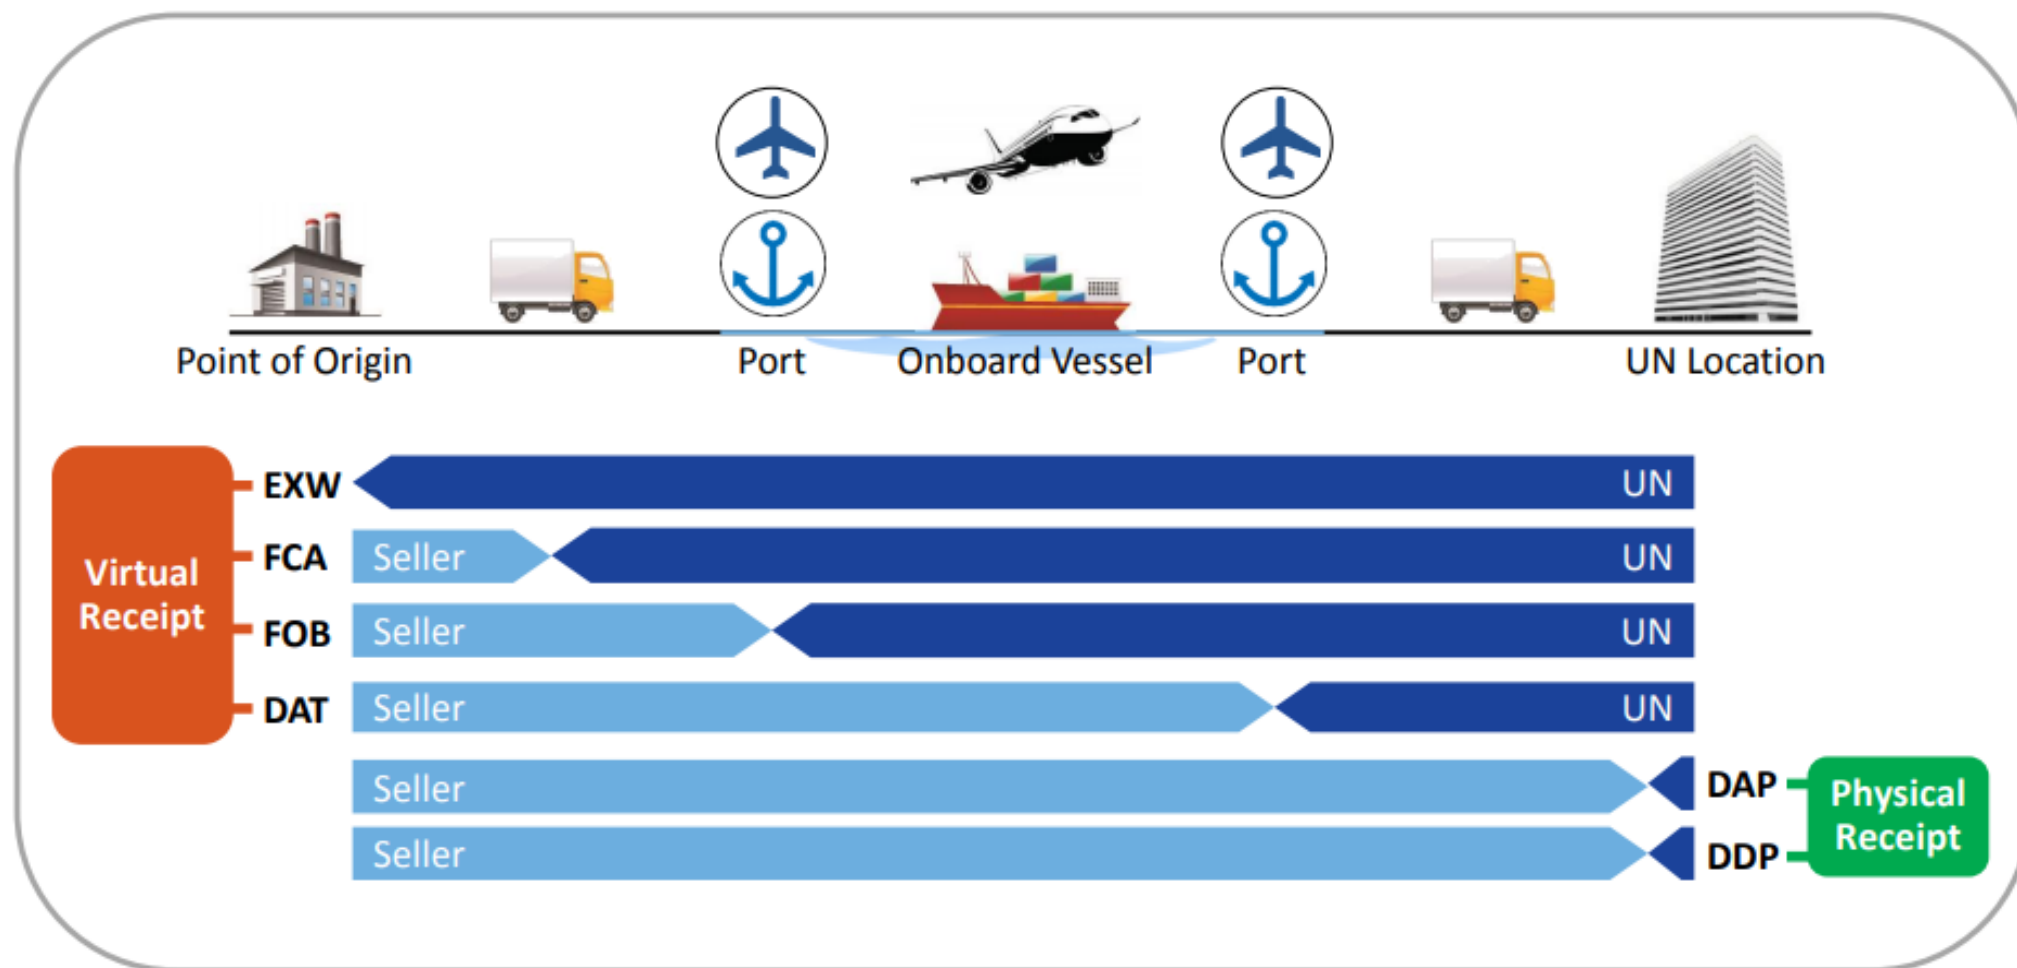 Point of Origin
Port
Onboard Vessel
Port
UN Location
Virtual
Receipt
EXW
UN
FCA
Seller
UN
FOB
Seller
UN
DAT
Seller
UN
Seller
DAP
Seller
DDP
Physical
Receipt